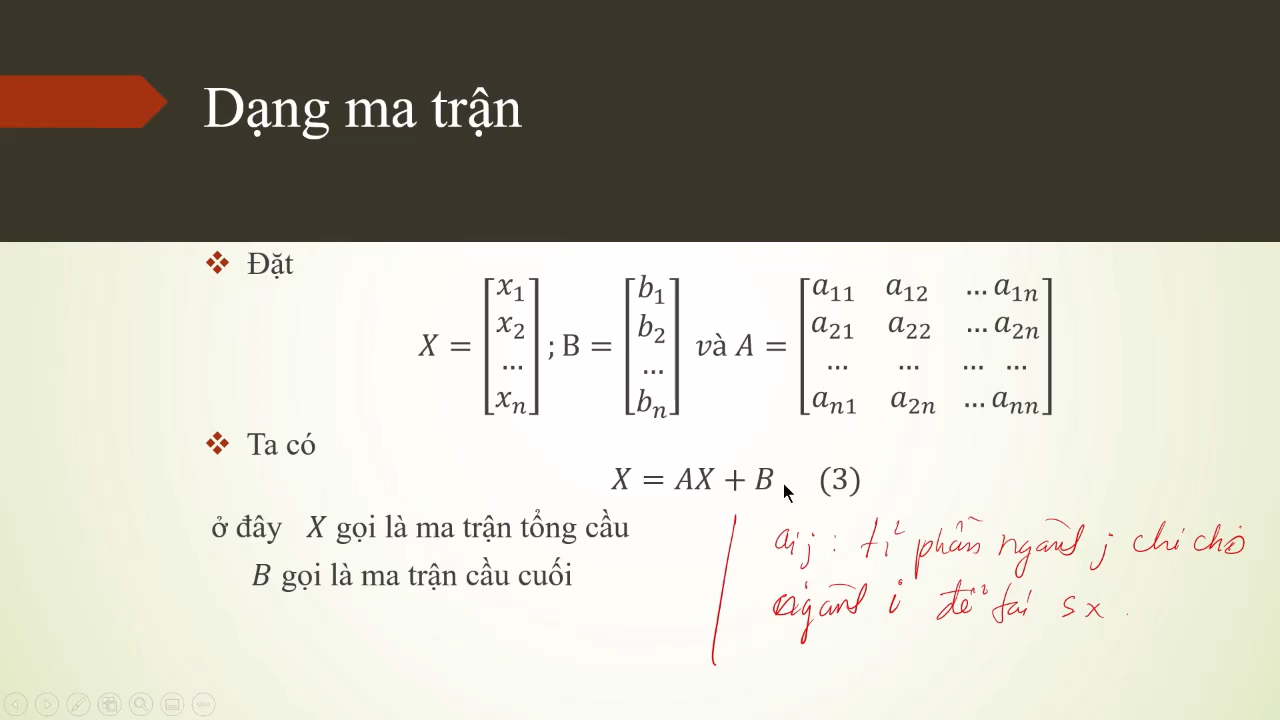 Dạng ma trận
❖ Đặt
X = [x₁ x₂ … xₙ] ; B = [b₁ b₂ … bₙ] và A = [a₁₁ a₁₂ … a₁ₙ
a₂₁ a₂₂ … a₂ₙ
… … … …
aₙ₁ a₂ₙ … aₙₙ]
❖ Ta có
X = AX + B (3)
ở đây X gọi là ma trận tổng cầu
B gọi là ma trận cầu cuối
aij : tỉ phần ngành j chi cho
ngành i để tái sx.